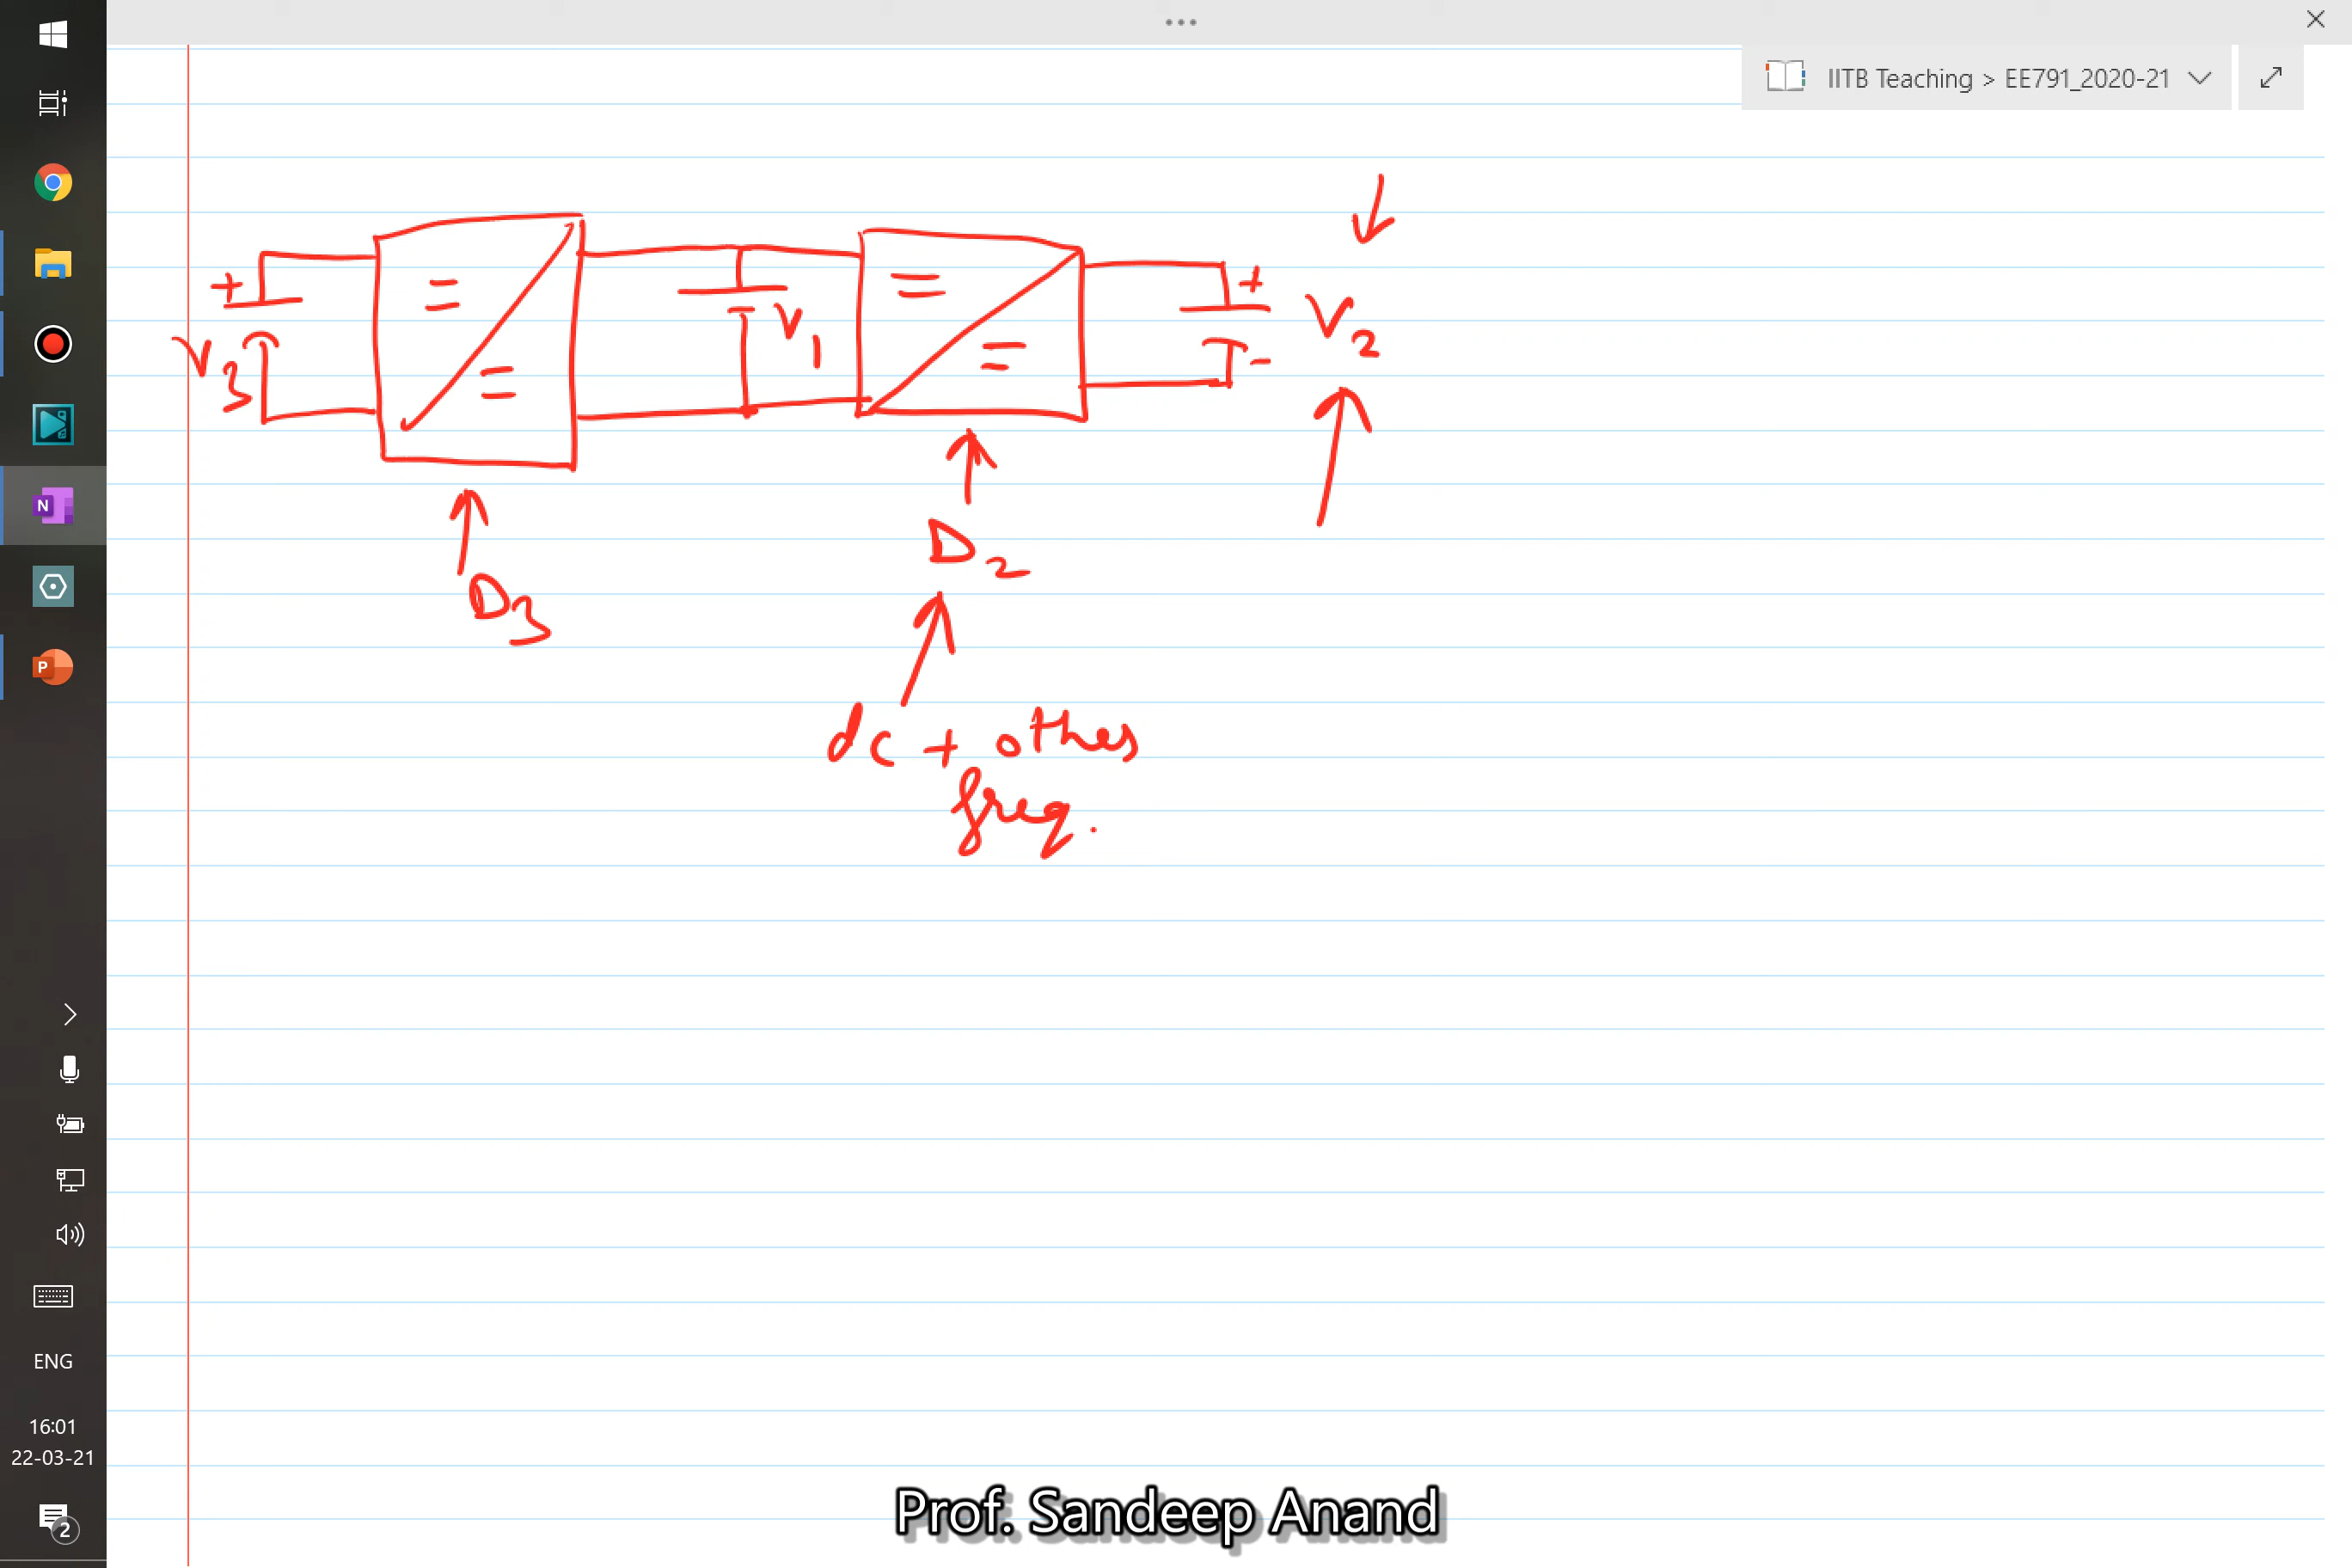 IITB Teaching > EE791_2020-21
+
V3
V1
+
V2
-
D3
D2
dc + other
freq.
N
P
ENG
16:01
22-03-21
2
Prof. Sandeep Anand